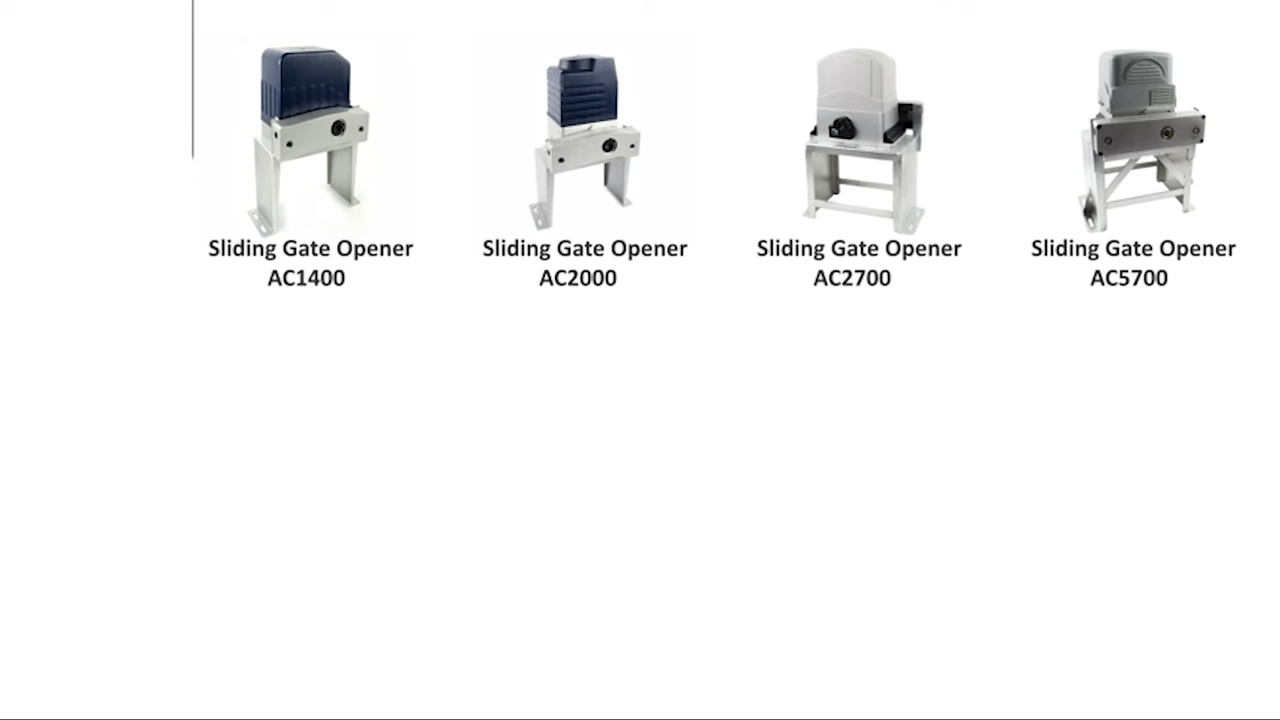 Sliding Gate Opener
AC1400
Sliding Gate Opener
AC2000
Sliding Gate Opener
AC2700
Sliding Gate Opener
AC5700